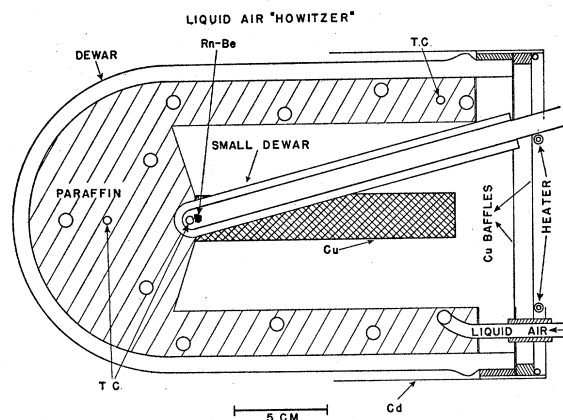 LIQUID AIR "HOWITZER"
Rn-Be
T.C.
DEWAR
SMALL DEWAR
PARAFFIN
Cu
Cu BAFFLES
HEATER
LIQUID AIR
T.C.
Cd
5 CM